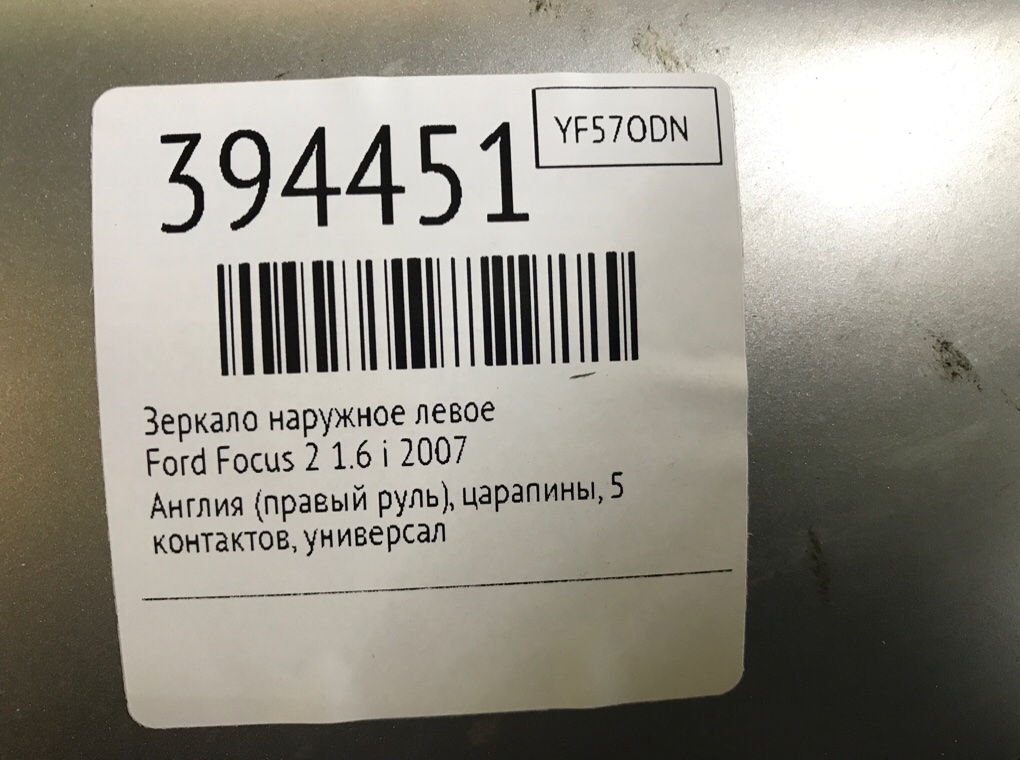 394451
YF57ODN
Зеркало наружное левое
Ford Focus 2 1.6 i 2007
Англия (правый руль), царапины, 5
контактов, универсал